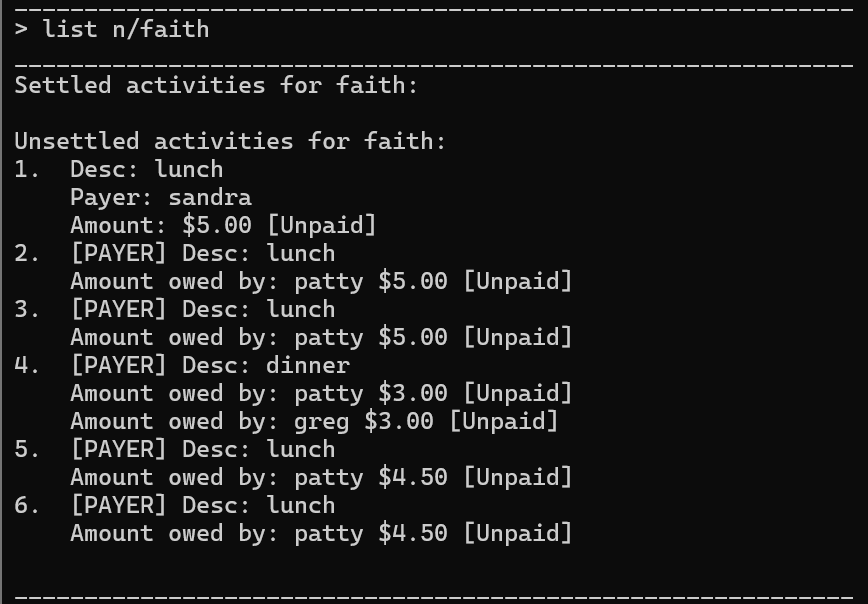 > list n/faith
Settled activities for faith:
Unsettled activities for faith:
1. Desc: lunch
Payer: sandra
Amount: $5.00 [Unpaid]
2. [PAYER] Desc: lunch
Amount owed by: patty $5.00 [Unpaid]
3. [PAYER] Desc: lunch
Amount owed by: patty $5.00 [Unpaid]
4. [PAYER] Desc: dinner
Amount owed by: patty $3.00 [Unpaid]
Amount owed by: greg $3.00 [Unpaid]
5. [PAYER] Desc: lunch
Amount owed by: patty $4.50 [Unpaid]
6. [PAYER] Desc: lunch
Amount owed by: patty $4.50 [Unpaid]